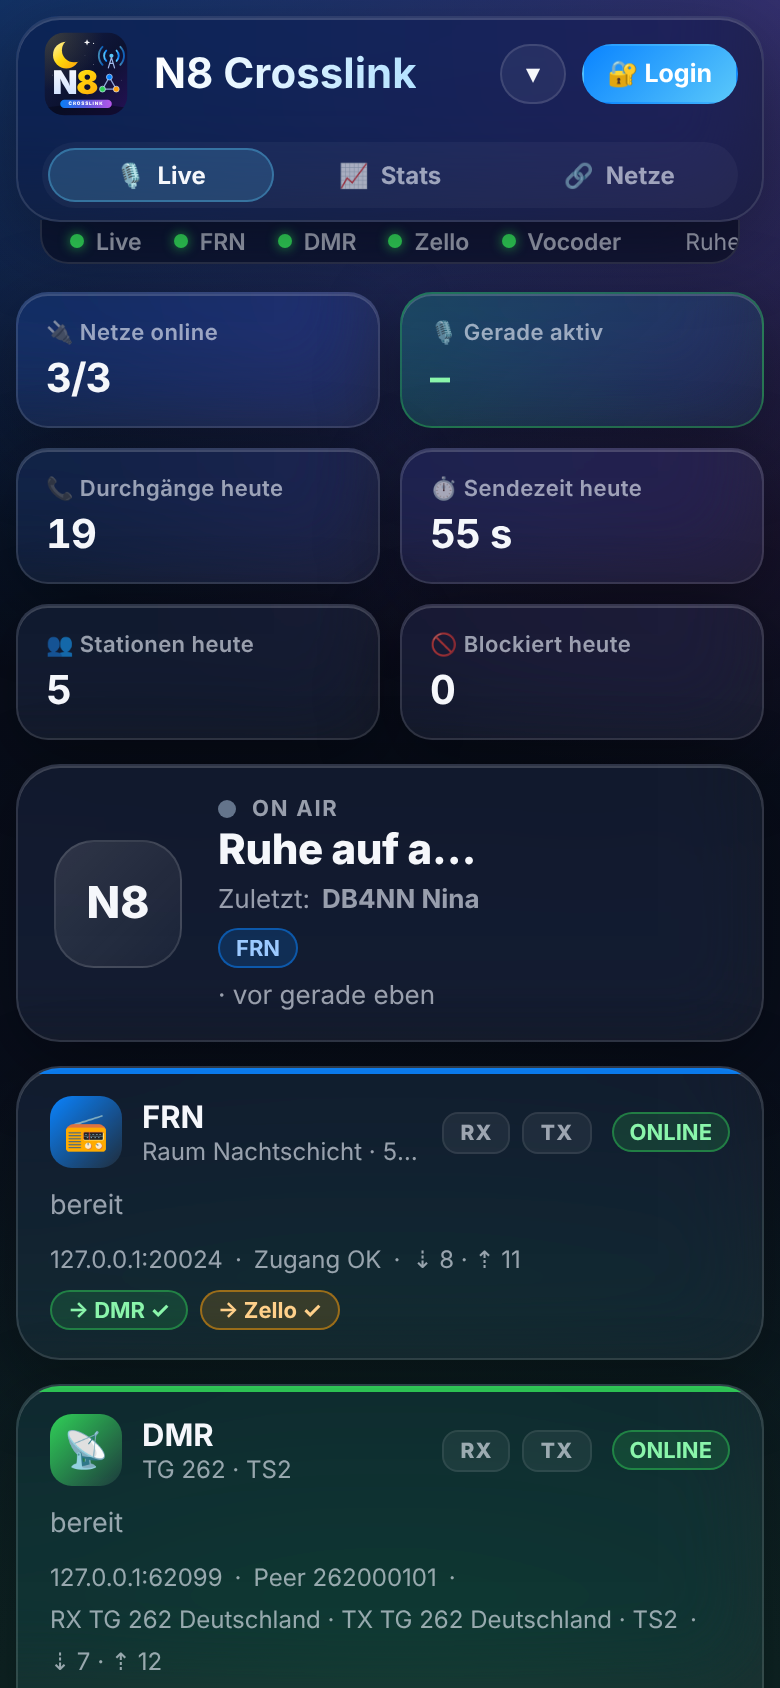 N8
CROSSLINK
N8 Crosslink
▼
🔐 Login
🎙️ Live
📈 Stats
🔗 Netze
Live
FRN
DMR
Zello
Vocoder
Ruhe
🔌 Netze online
3/3
🎙️ Gerade aktiv
–
📞 Durchgänge heute
19
⏱️ Sendezeit heute
55 s
👥 Stationen heute
5
🚫 Blockiert heute
0
N8
ON AIR
Ruhe auf a…
Zuletzt: DB4NN Nina
FRN
· vor gerade eben
FRN
Raum Nachtschicht · 5…
RX
TX
ONLINE
bereit
127.0.0.1:20024 · Zugang OK · ⇣ 8 · ⇡ 11
→ DMR ✓
→ Zello ✓
DMR
TG 262 · TS2
RX
TX
ONLINE
bereit
127.0.0.1:62099 · Peer 262000101 ·
RX TG 262 Deutschland · TX TG 262 Deutschland · TS2 ·
⇣ 7 · ⇡ 12